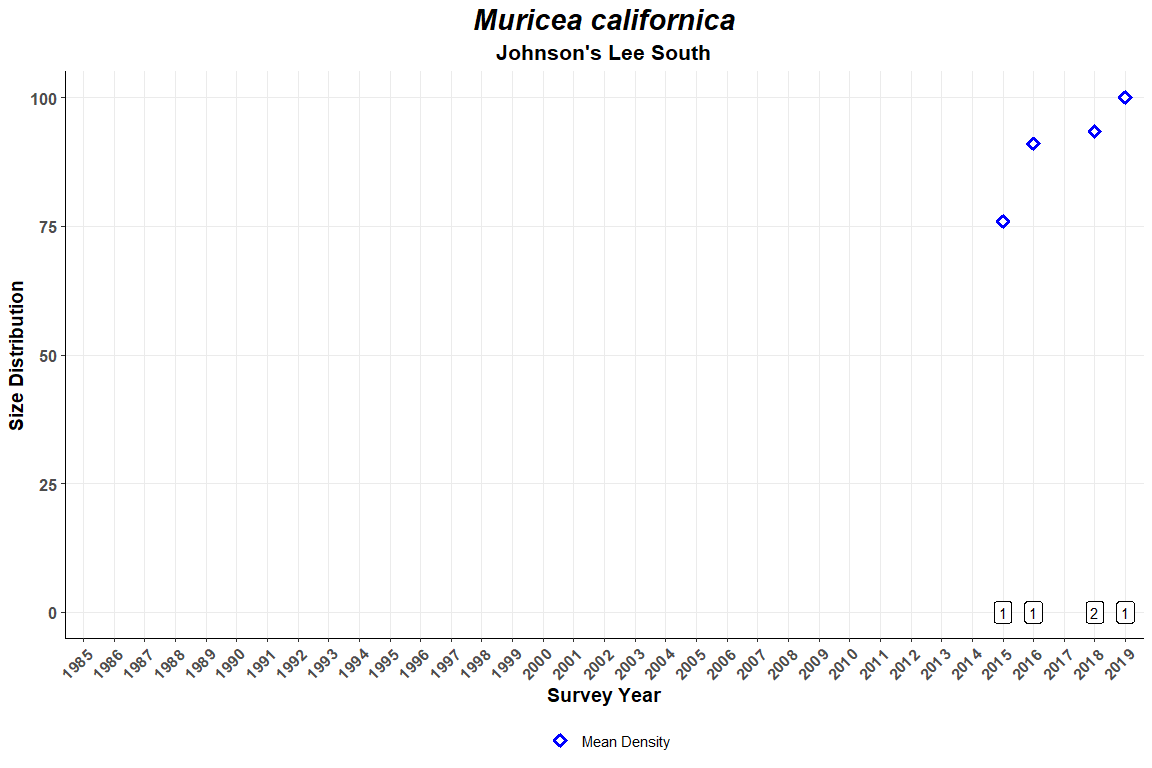 Muricea californica
Johnson's Lee South
Size Distribution
100
75
50
25
0
1 1 2 1
1985 1986 1987 1988 1989 1990 1991 1992 1993 1994 1995 1996 1997 1998 1999 2000 2001 2002 2003 2004 2005 2006 2007 2008 2009 2010 2011 2012 2013 2014 2015 2016 2017 2018 2019
Survey Year
Mean Density